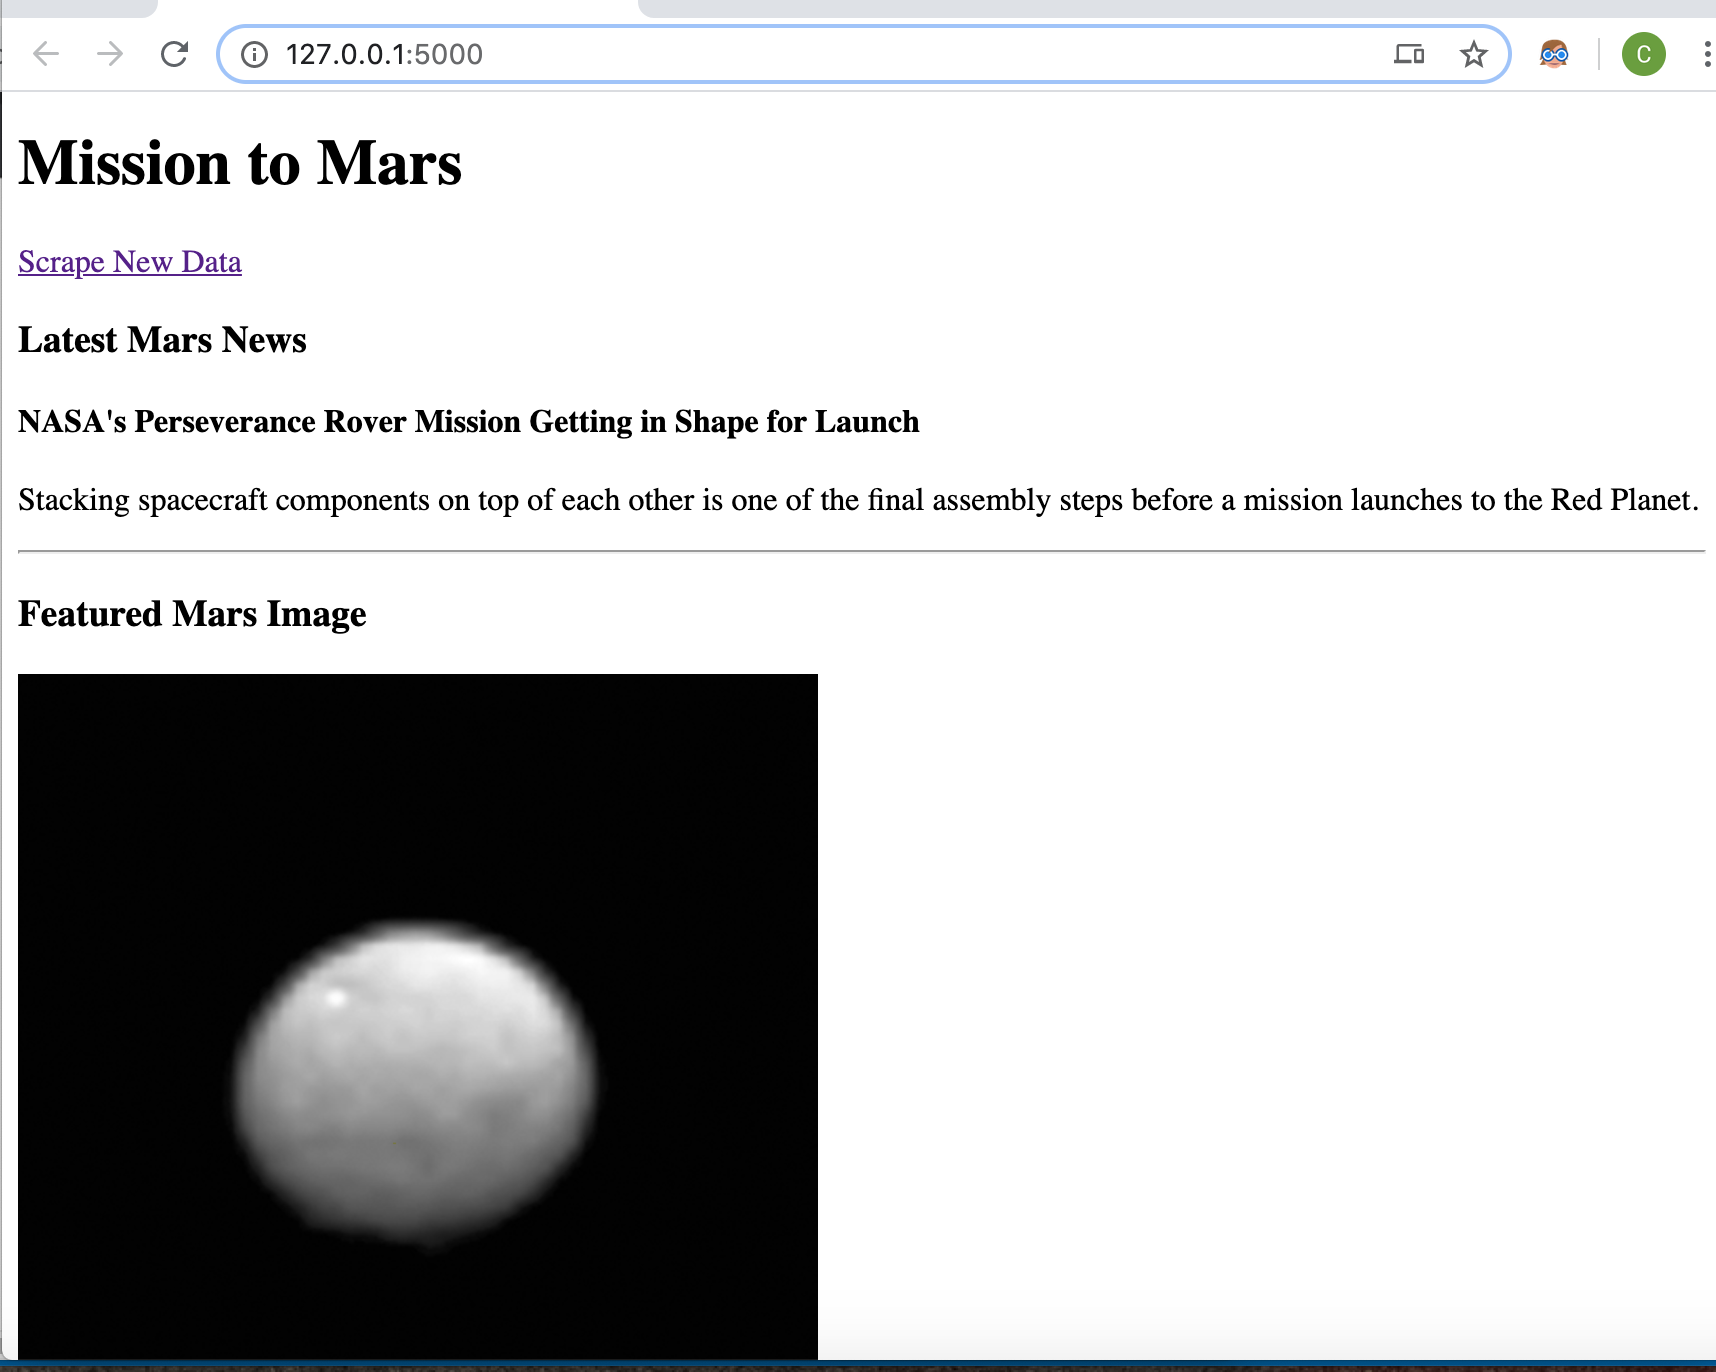 127.0.0.1:5000
C
Mission to Mars
Scrape New Data
Latest Mars News
NASA's Perseverance Rover Mission Getting in Shape for Launch
Stacking spacecraft components on top of each other is one of the final assembly steps before a mission launches to the Red Planet.
Featured Mars Image